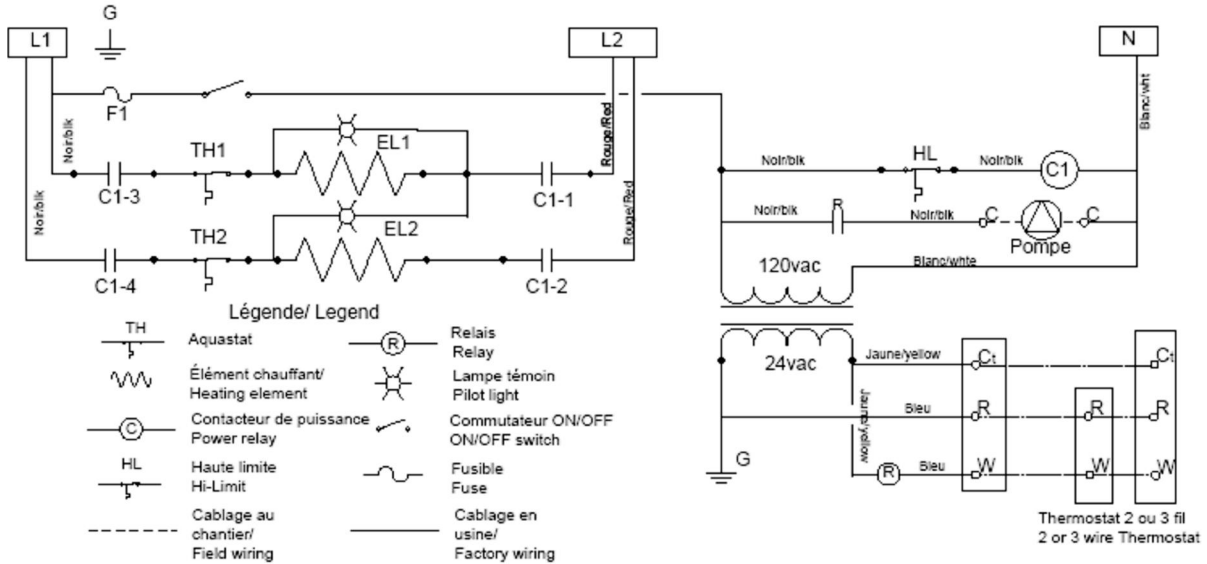 G
L1
L2
N
F1
Noir/blk
Rouge/Red
Blanc/wht
TH1
EL1
C1-3
C1-1
Noir/blk
HL
Noir/blk
C1
Noir/blk
Rouge/Red
TH2
EL2
C1-4
C1-2
Noir/blk
R
Noir/blk
C
C
Pompe
120vac
Blanc/whte
24vac
Jaune/yellow
Ct
Ct
Jaune/yellow
Bleu
R
R
R
G
R
Bleu
W
W
W
Thermostat 2 ou 3 fil
2 or 3 wire Thermostat
Légende/ Legend
TH
Aquastat
R
Relais
Relay
Élément chauffant/
Heating element
Lampe témoin
Pilot light
C
Contacteur de puissance
Power relay
Commutateur ON/OFF
ON/OFF switch
HL
Haute limite
Hi-Limit
Fusible
Fuse
Cablage au
chantier/
Field wiring
Cablage en
usine/
Factory wiring